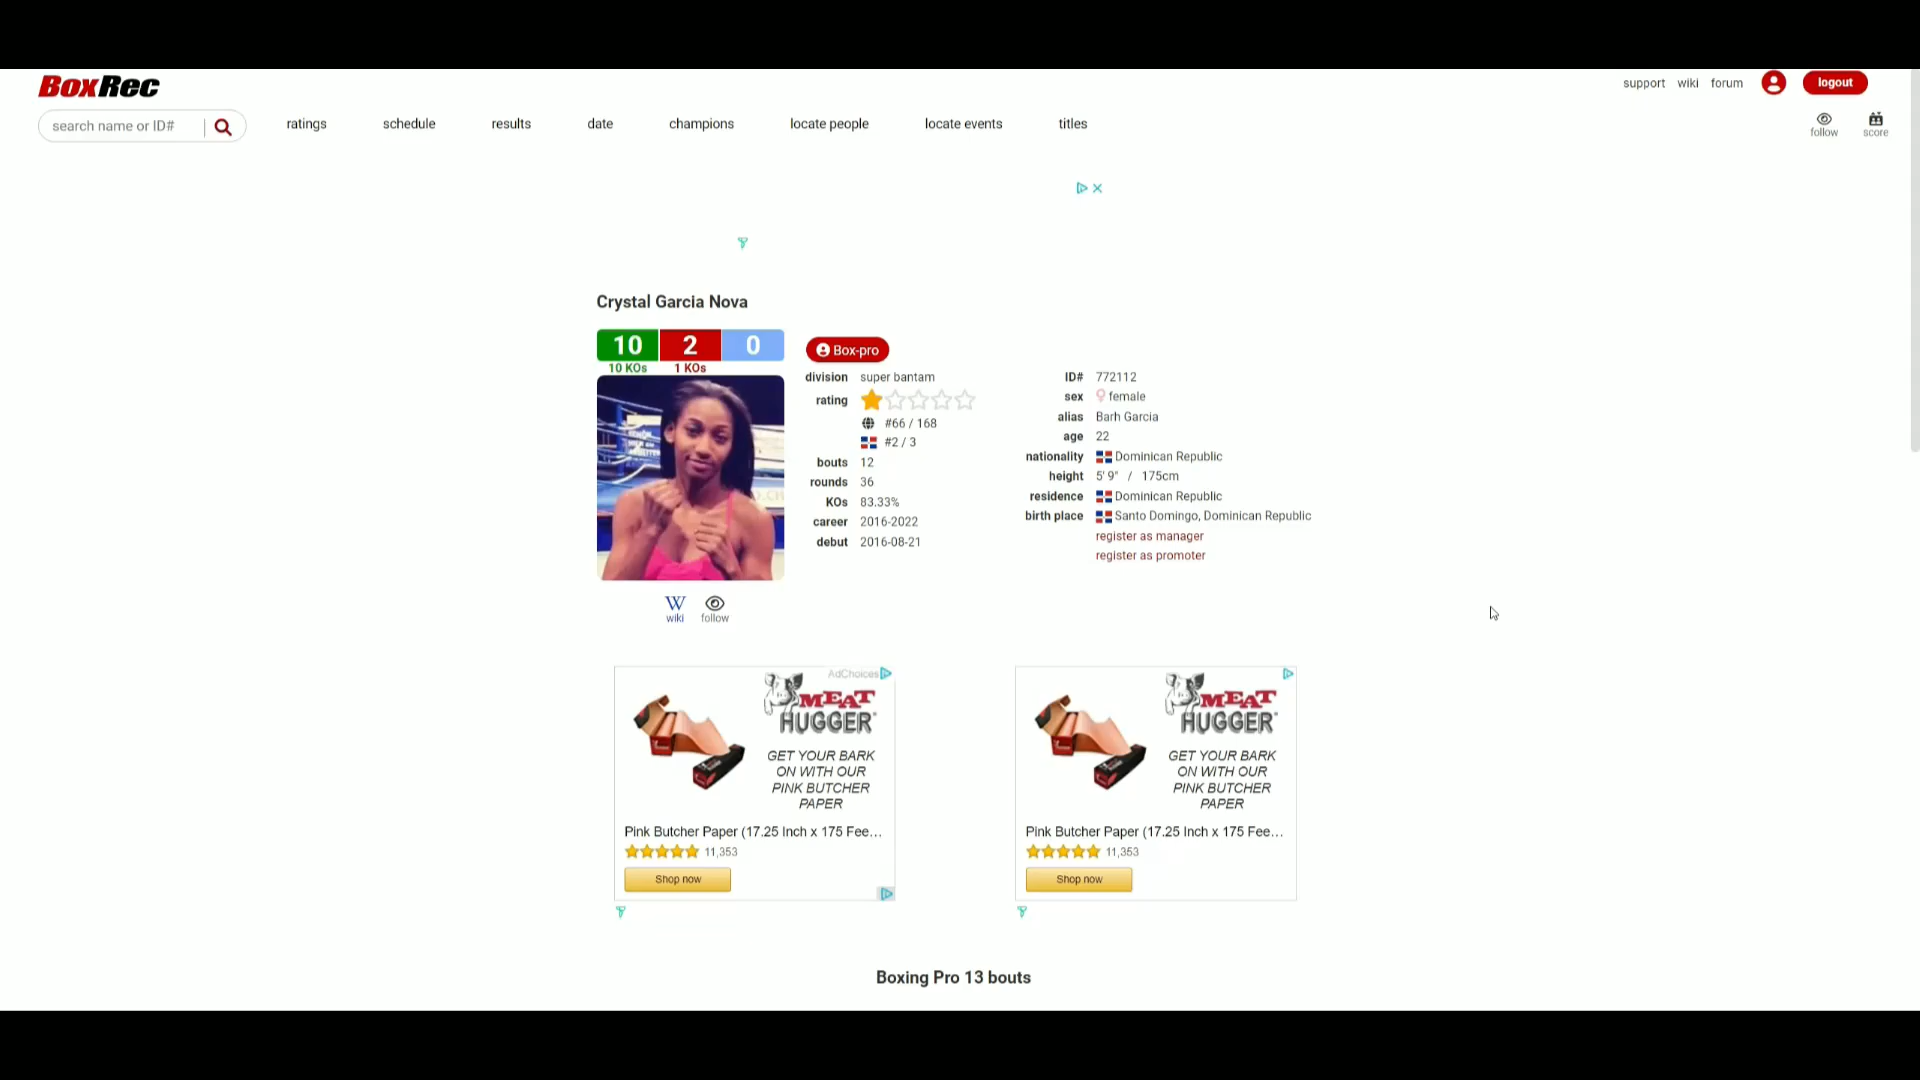 BoxRec
support wiki forum logout
search name or ID# ratings schedule results date champions locate people locate events titles
follow score
Crystal Garcia Nova
10 2 0
10 KOs 1 KOs
Box-pro
division super bantam
rating
#66 / 168
#2 / 3
bouts 12
rounds 36
KOs 83.33%
career 2016-2022
debut 2016-08-21
ID# 772112
sex female
alias Barh Garcia
age 22
nationality Dominican Republic
height 5' 9" / 175cm
residence Dominican Republic
birth place Santo Domingo, Dominican Republic
register as manager
register as promoter
W
wiki follow
AdChoices
MEAT
HUGGER
GET YOUR BARK
ON WITH OUR
PINK BUTCHER
PAPER
Pink Butcher Paper (17.25 Inch x 175 Fee...
11,353
Shop now
MEAT
HUGGER
GET YOUR BARK
ON WITH OUR
PINK BUTCHER
PAPER
Pink Butcher Paper (17.25 Inch x 175 Fee...
11,353
Shop now
Boxing Pro 13 bouts